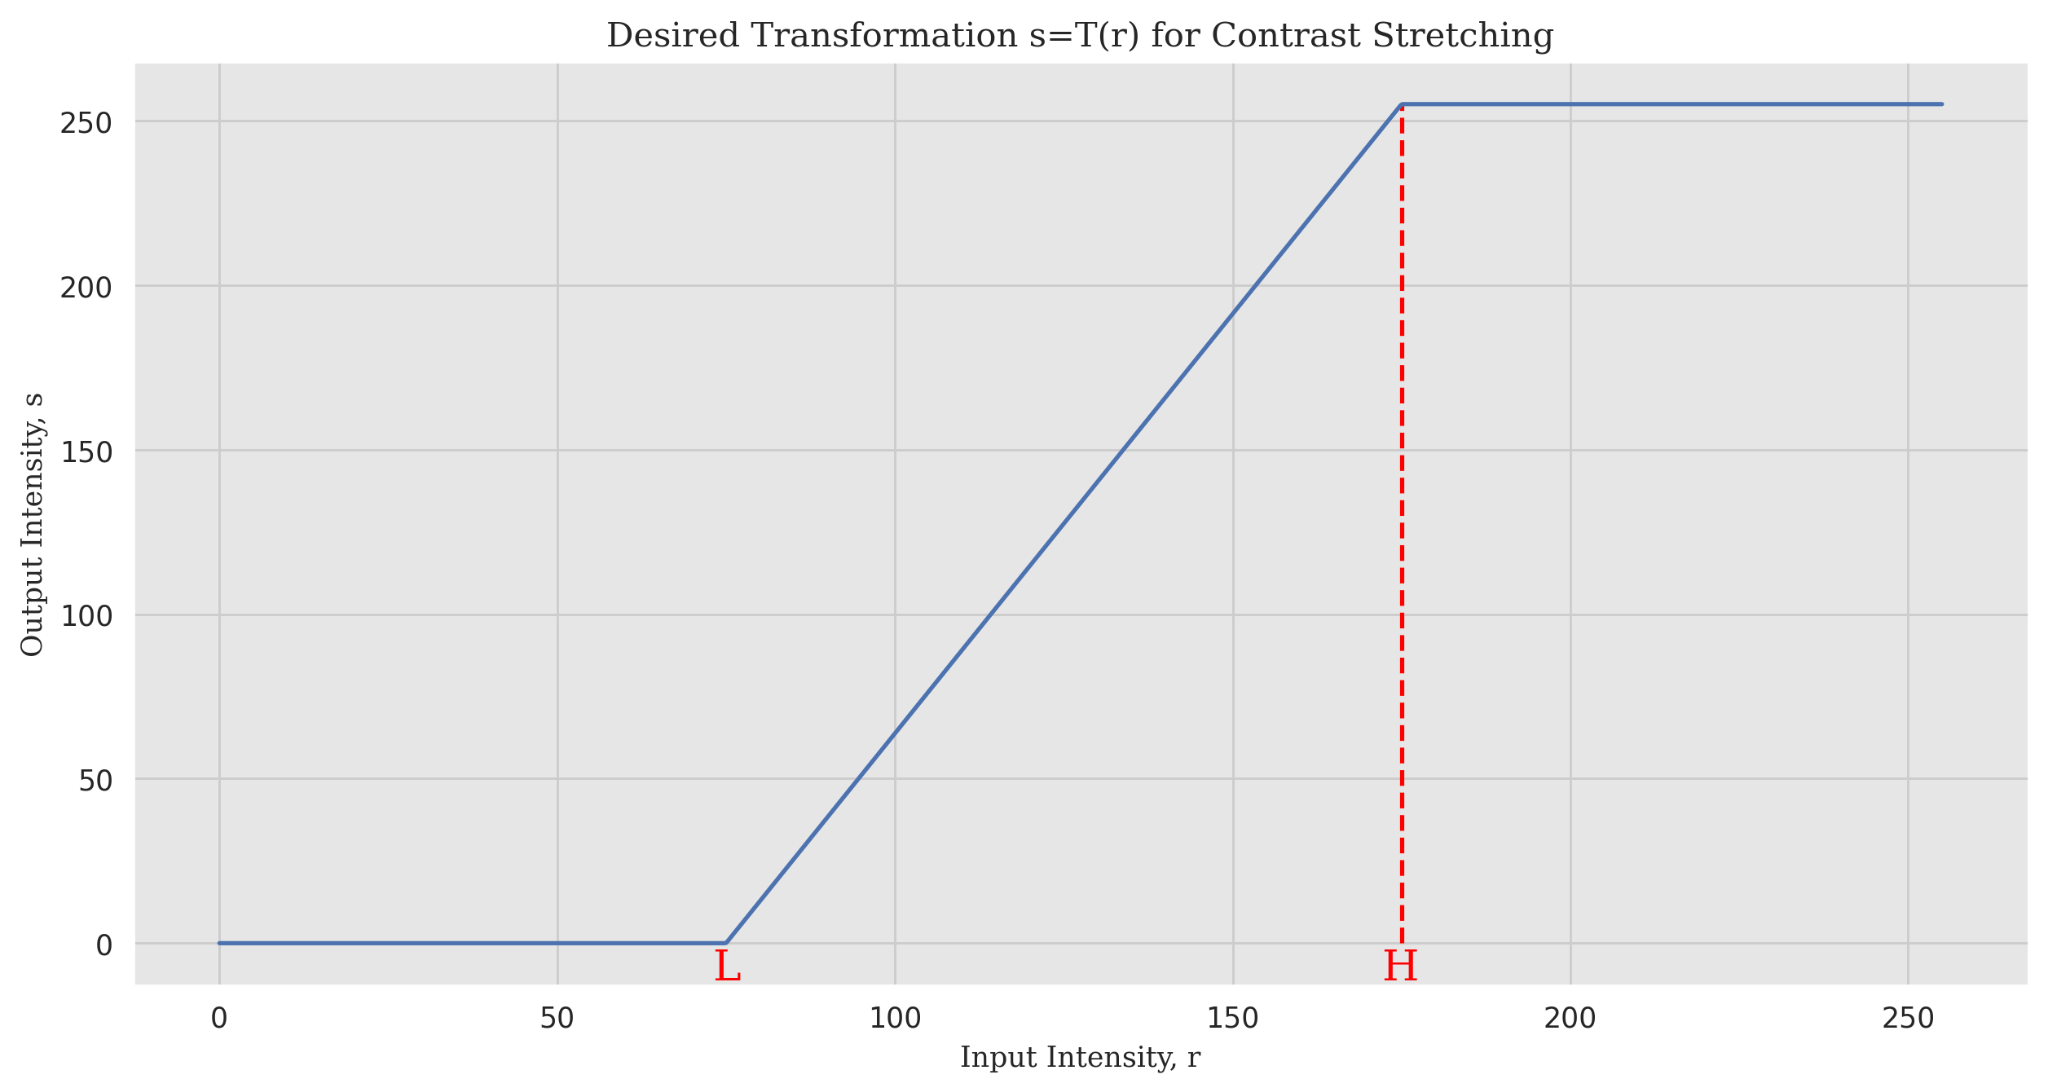 Desired Transformation s=T(r) for Contrast Stretching
250
200
150
100
50
0
Output Intensity, s
L
H
0
50
100
150
200
250
Input Intensity, r